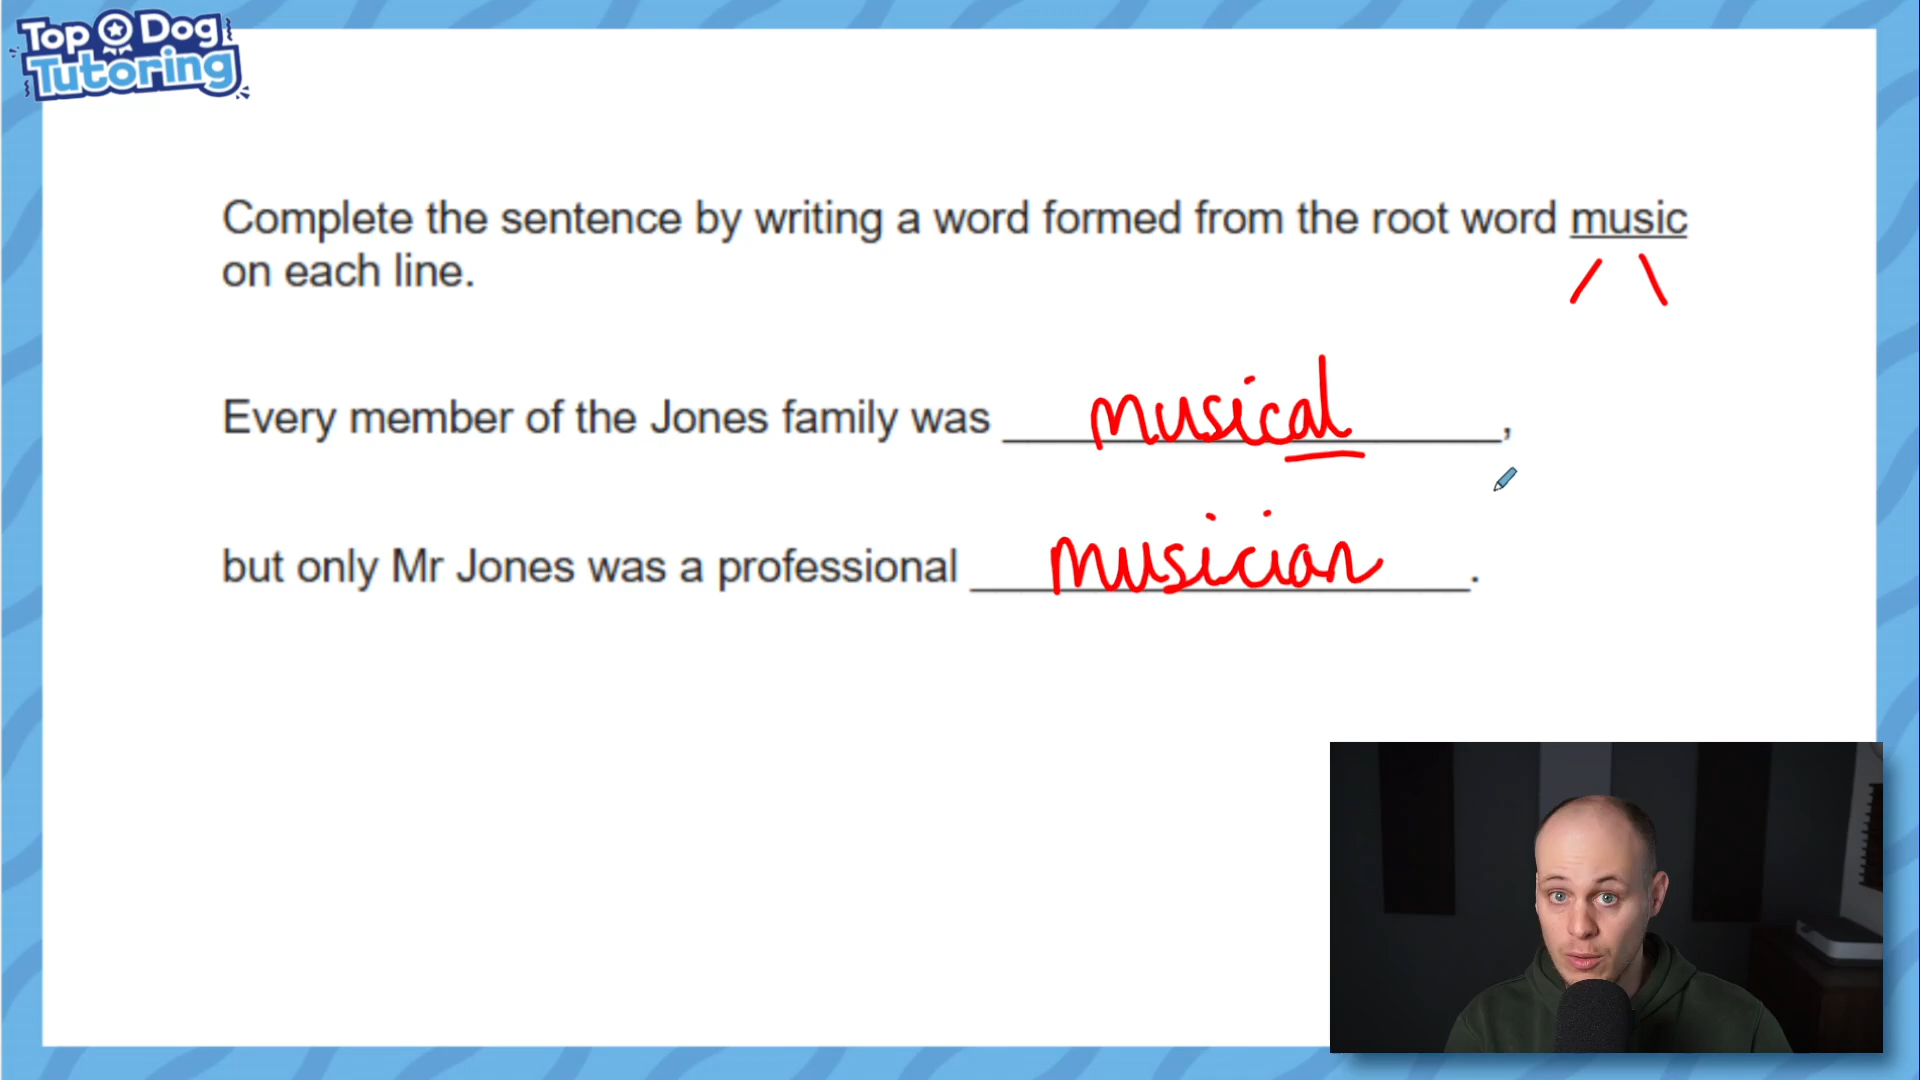 Top Dog
Tutoring
Complete the sentence by writing a word formed from the root word music
on each line.
Every member of the Jones family was musical,
but only Mr Jones was a professional musician.